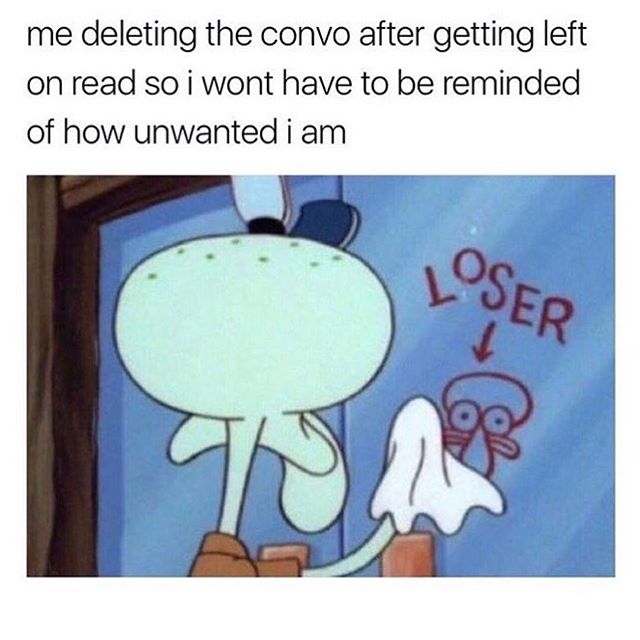 me deleting the convo after getting left
on read so i wont have to be reminded
of how unwanted i am
LOSER